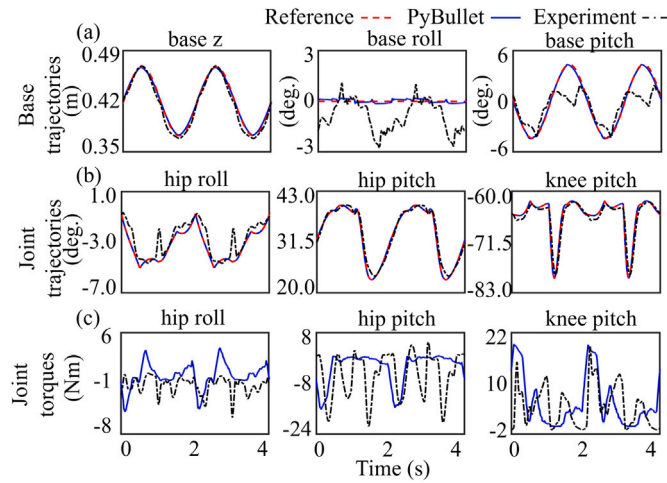 Reference PyBullet Experiment
(a) base z base roll base pitch
Base trajectories (m)
0.49
0.42
0.35
(deg.)
3
0
-3
(deg.)
6
0
-6
(b) hip roll hip pitch knee pitch
Joint trajectories (deg.)
1.0
-3.0
-7.0
43.0
31.5
20.0
-60.0
-71.5
-83.0
(c) hip roll hip pitch knee pitch
Joint torques (Nm)
6
-1
-8
8
-8
-24
22
10
-2
0 2 4 0 2 4 0 2 4
Time (s)